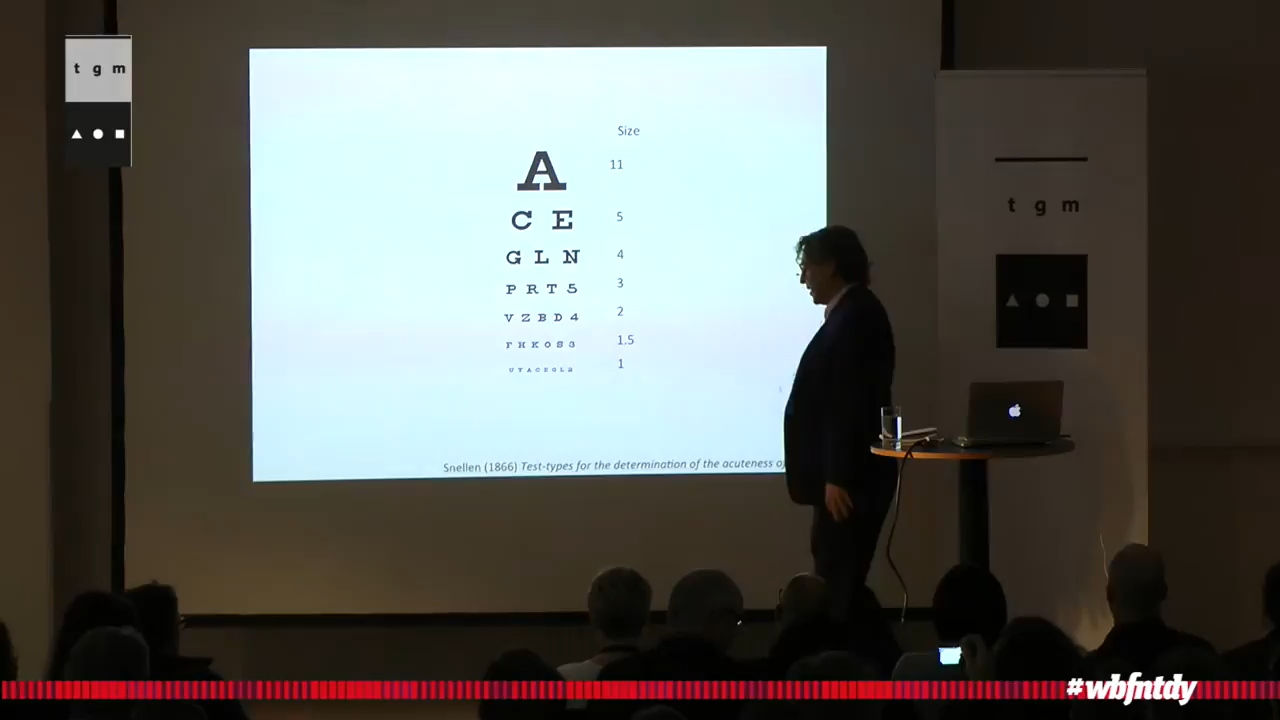 t g m
Size
A 11
C E 5
G L N 4
P R T 5 3
V Z B D 4 2
F H K O S 3 1.5
1
Snellen (1866) Test-types for the determination of the acuteness
t g m
#wbfntdy